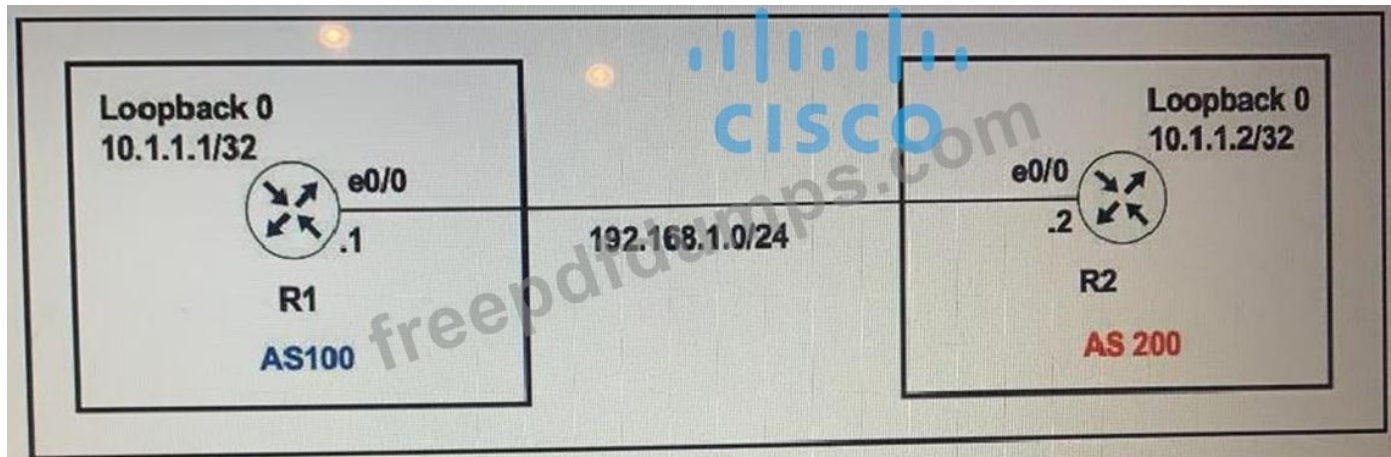 Loopback 0
10.1.1.1/32
e0/0
.1
R1
AS100
192.168.1.0/24
CISCO
freepdfdumps.com
Loopback 0
10.1.1.2/32
e0/0
.2
R2
AS 200